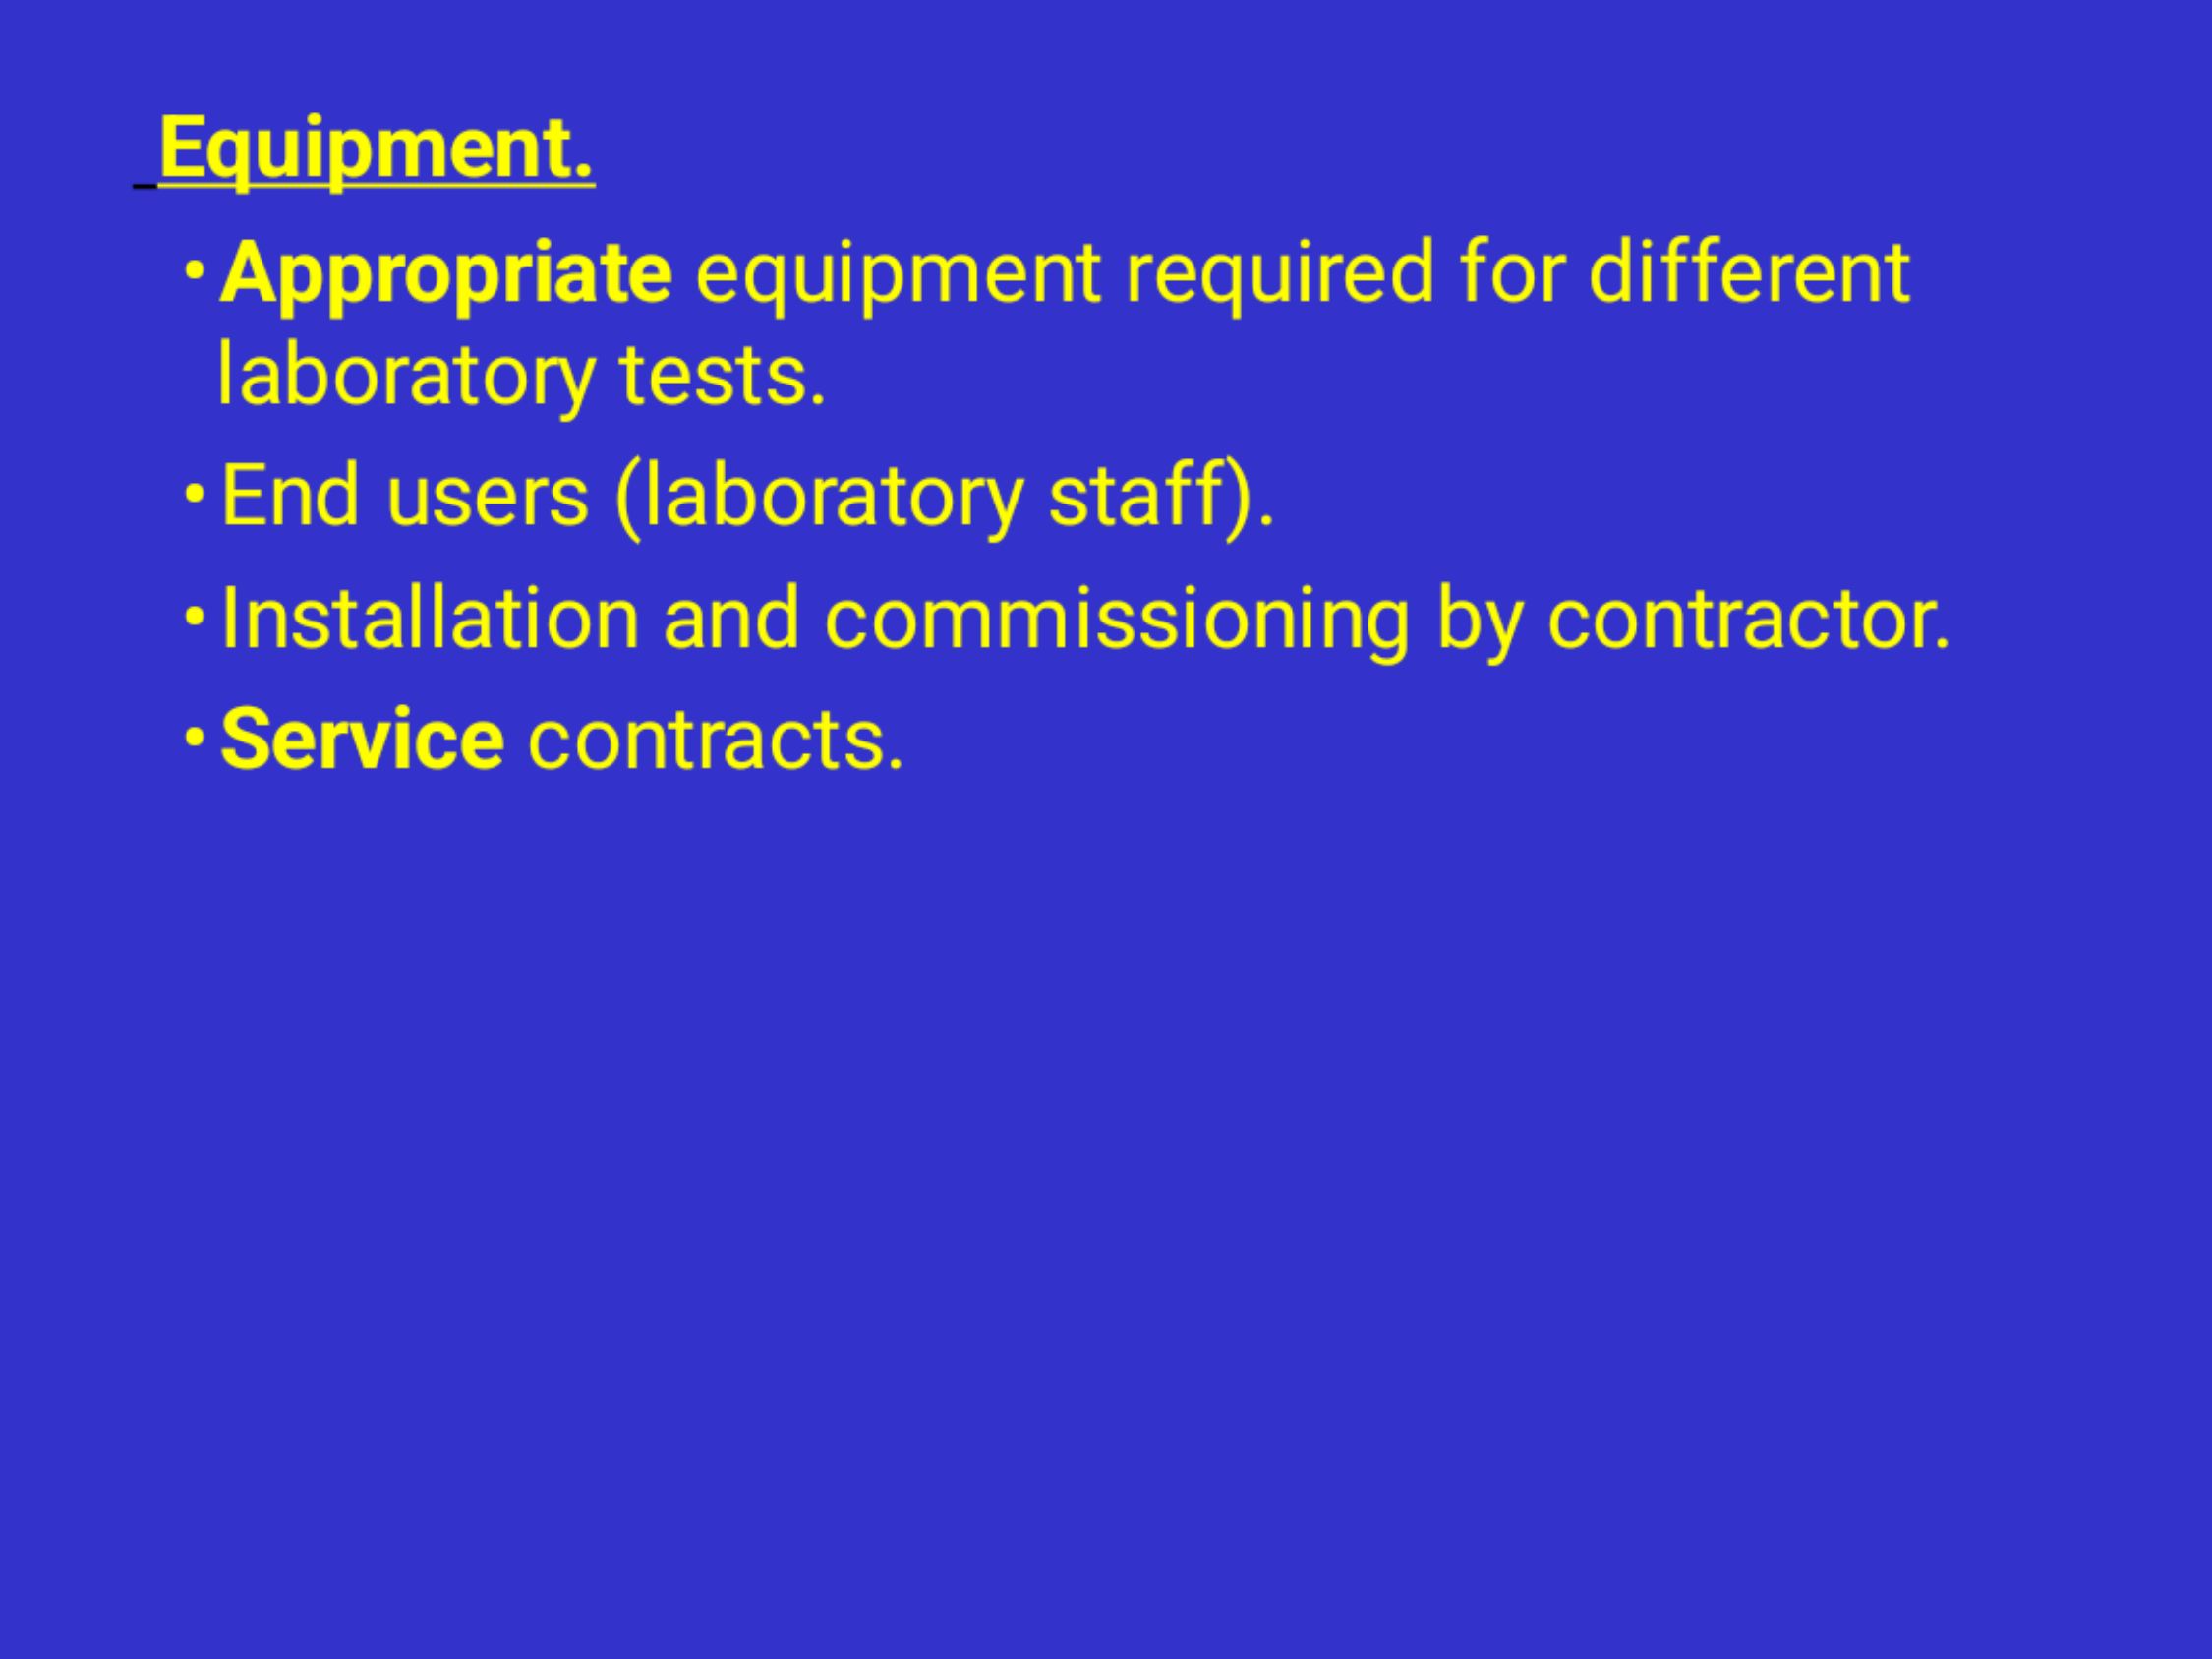 Equipment.
• Appropriate equipment required for different
laboratory tests.
• End users (laboratory staff).
• Installation and commissioning by contractor.
• Service contracts.